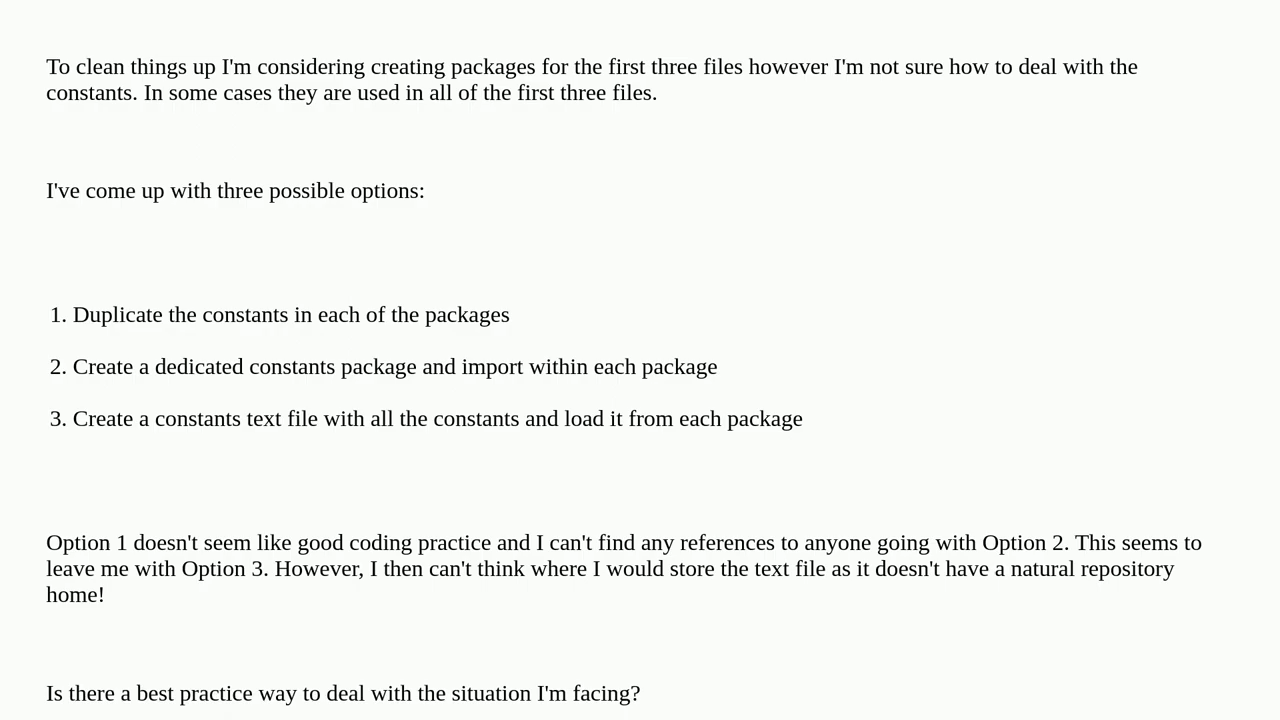 To clean things up I'm considering creating packages for the first three files however I'm not sure how to deal with the
constants. In some cases they are used in all of the first three files.
I've come up with three possible options:
1. Duplicate the constants in each of the packages
2. Create a dedicated constants package and import within each package
3. Create a constants text file with all the constants and load it from each package
Option 1 doesn't seem like good coding practice and I can't find any references to anyone going with Option 2. This seems to
leave me with Option 3. However, I then can't think where I would store the text file as it doesn't have a natural repository
home!
Is there a best practice way to deal with the situation I'm facing?